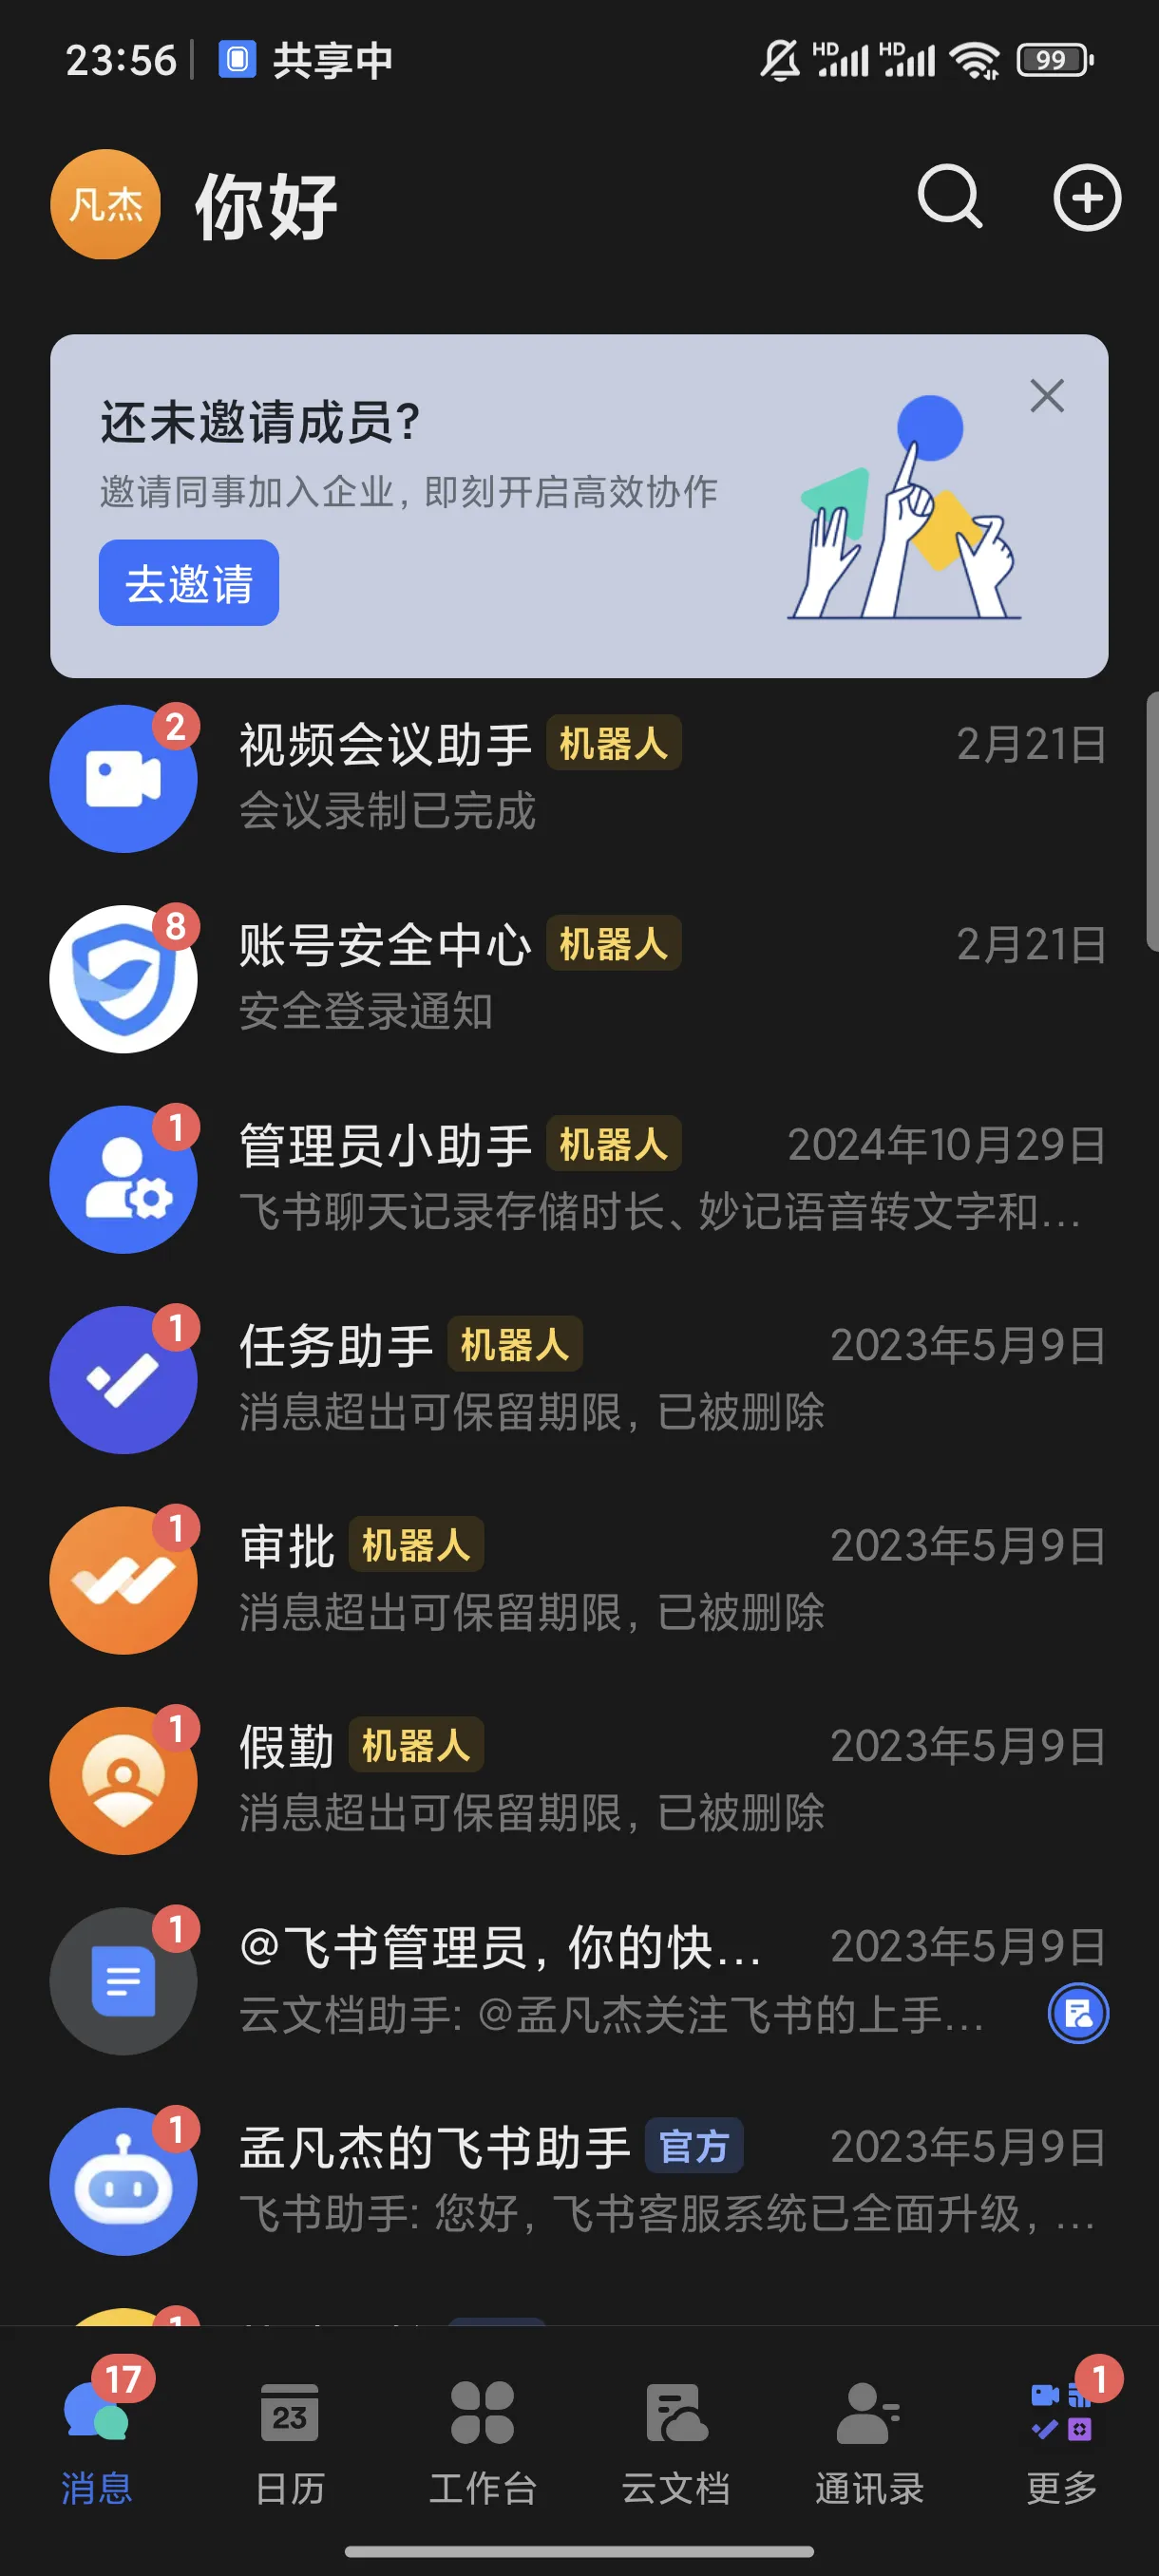 23:56 共享中 HD HD 99
凡杰 你好
还未邀请成员?
邀请同事加入企业，即刻开启高效协作
去邀请
2 视频会议助手 机器人 2月21日
会议录制已完成
8 账号安全中心 机器人 2月21日
安全登录通知
1 管理员小助手 机器人 2024年10月29日
飞书聊天记录存储时长、妙记语音转文字和...
1 任务助手 机器人 2023年5月9日
消息超出可保留期限，已被删除
1 审批 机器人 2023年5月9日
消息超出可保留期限，已被删除
1 假勤 机器人 2023年5月9日
消息超出可保留期限，已被删除
1 @飞书管理员，你的快... 2023年5月9日
云文档助手: @孟凡杰关注飞书的上手...
1 孟凡杰的飞书助手 官方 2023年5月9日
飞书助手: 您好，飞书客服系统已全面升级，...
1
17 23 1
消息 日历 工作台 云文档 通讯录 更多